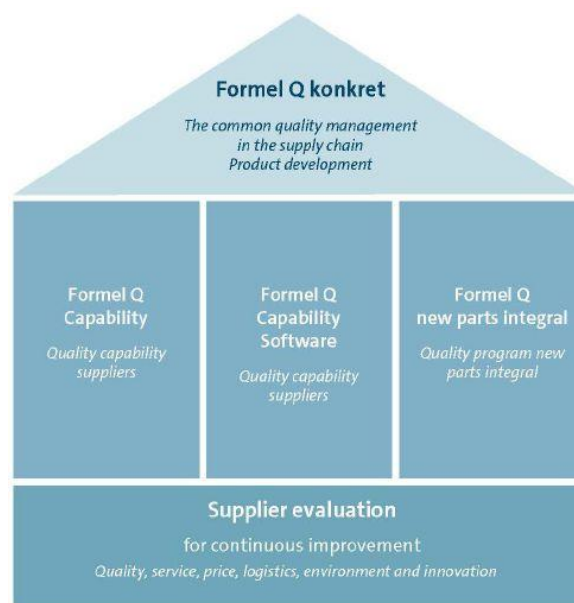 Formel Q konkret
The common quality management
in the supply chain
Product development
Formel Q
Capability
Quality capability
suppliers
Formel Q
Capability
Software
Quality capability
suppliers
Formel Q
new parts integral
Quality program new
parts integral
Supplier evaluation
for continuous improvement
Quality, service, price, logistics, environment and innovation